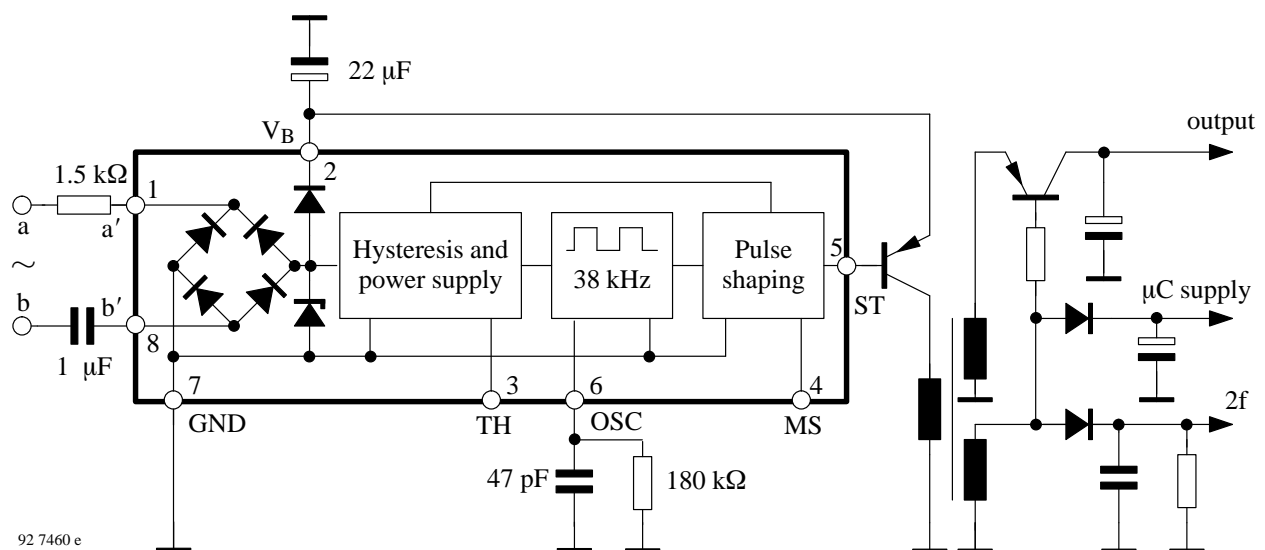 22 µF
V_B
output
1.5 kΩ
1
2
a
a′
Hysteresis and
power supply
Pulse
shaping
5
~
38 kHz
ST
µC supply
b
b′
8
1 µF
7
3
6
4
GND
TH
OSC
MS
2f
47 pF
180 kΩ
92 7460 e